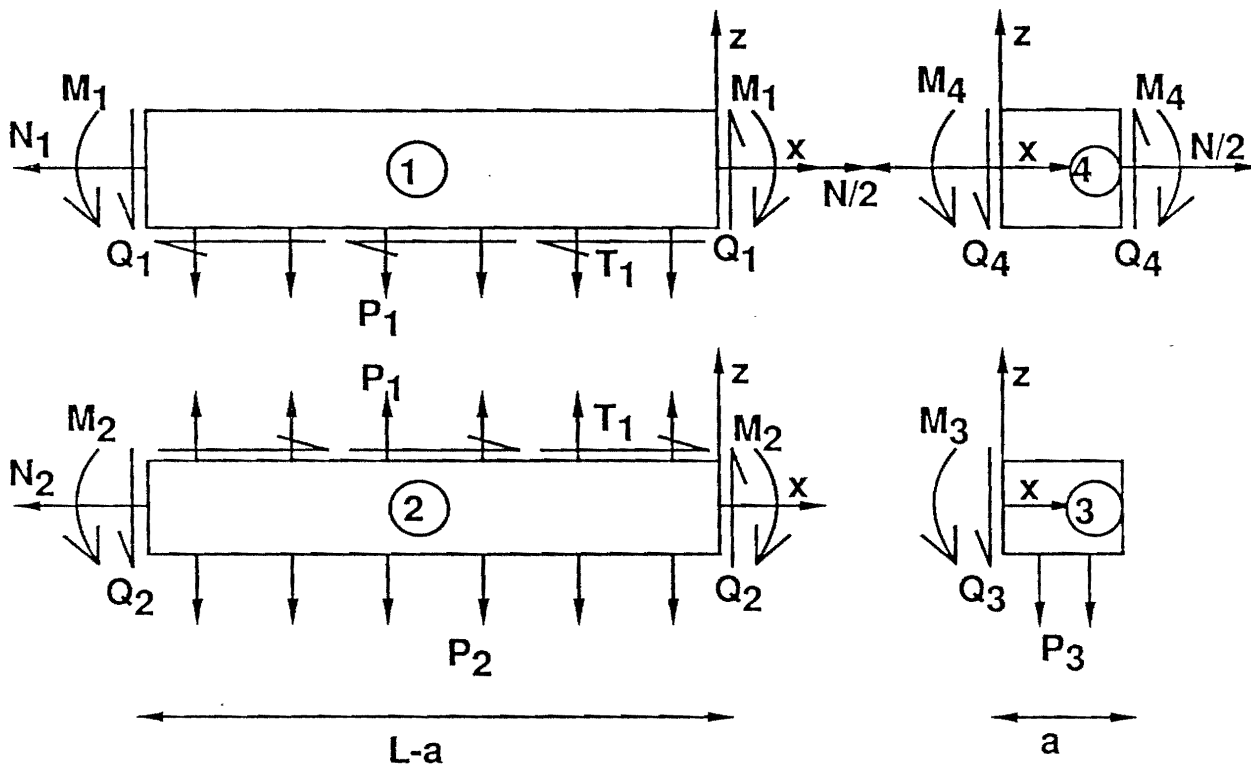 z z
M1 M1 M4 M4
N1 x x N/2
1 4
N/2
Q1 T1 Q1 Q4 Q4
P1
P1 z z
M2 T1 M2 M3
N2 x x
2 3
Q2 Q2 Q3
P2 P3
L-a a